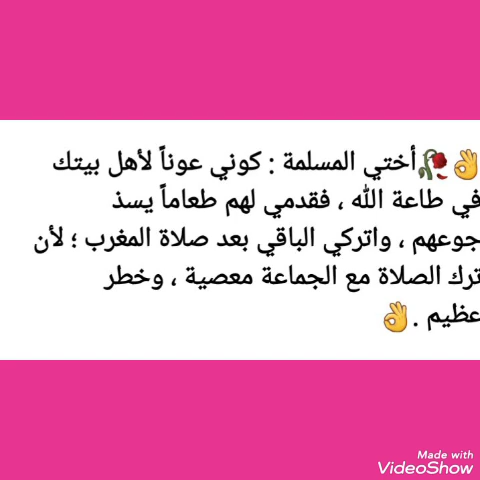 👌🥀أختي المسلمة : كوني عوناً لأهل بيتك
في طاعة الله ، فقدمي لهم طعاماً يسذ
جوعهم ، واتركي الباقي بعد صلاة المغرب ؛ لأن
ترك الصلاة مع الجماعة معصية ، وخطر
عظيم .👌
Made with
VideoShow